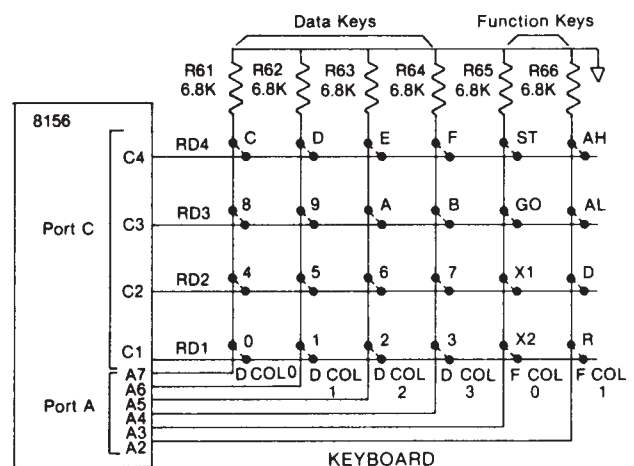 Data Keys Function Keys
R61 R62 R63 R64 R65 R66
6.8K 6.8K 6.8K 6.8K 6.8K 6.8K
8156
C4 RD4 C D E F ST AH
Port C C3 RD3 8 9 A B GO AL
C2 RD2 4 5 6 7 X1 D
C1 RD1 0 1 2 3 X2 R
A7 D COL0 D COL D COL D COL F COL F COL
A6 1 2 3 0 1
Port A A5
A4
A3
A2
KEYBOARD